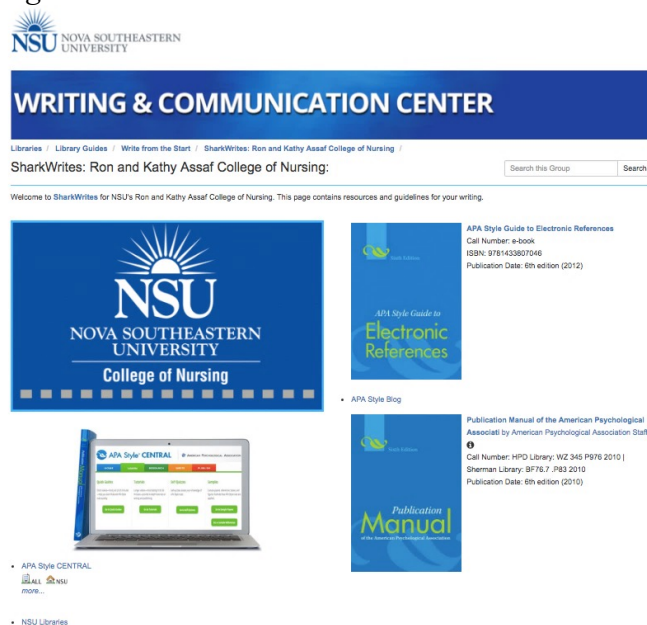 NSU NOVA SOUTHEASTERN
UNIVERSITY
WRITING & COMMUNICATION CENTER
Libraries / Library Guides / Write from the Start / SharkWrites: Ron and Kathy Assaf College of Nursing /
SharkWrites: Ron and Kathy Assaf College of Nursing:
Search this Group Search
Welcome to SharkWrites for NSU's Ron and Kathy Assaf College of Nursing. This page contains resources and guidelines for your writing.
NSU
NOVA SOUTHEASTERN
UNIVERSITY
College of Nursing
APA Style CENTRAL
APA Style CENTRAL
ALL NSU
more...
NSU Libraries
Sixth Edition
APA Style Guide to
Electronic
References
APA Style Guide to Electronic References
Call Number: e-book
ISBN: 9781433807046
Publication Date: 6th edition (2012)
APA Style Blog
Sixth Edition
Publication
Manual
of the American Psychological Association
Publication Manual of the American Psychological
Associati by American Psychological Association Staff
Call Number: HPD Library: WZ 345 P976 2010 |
Sherman Library: BF76.7 .P83 2010
Publication Date: 6th edition (2010)